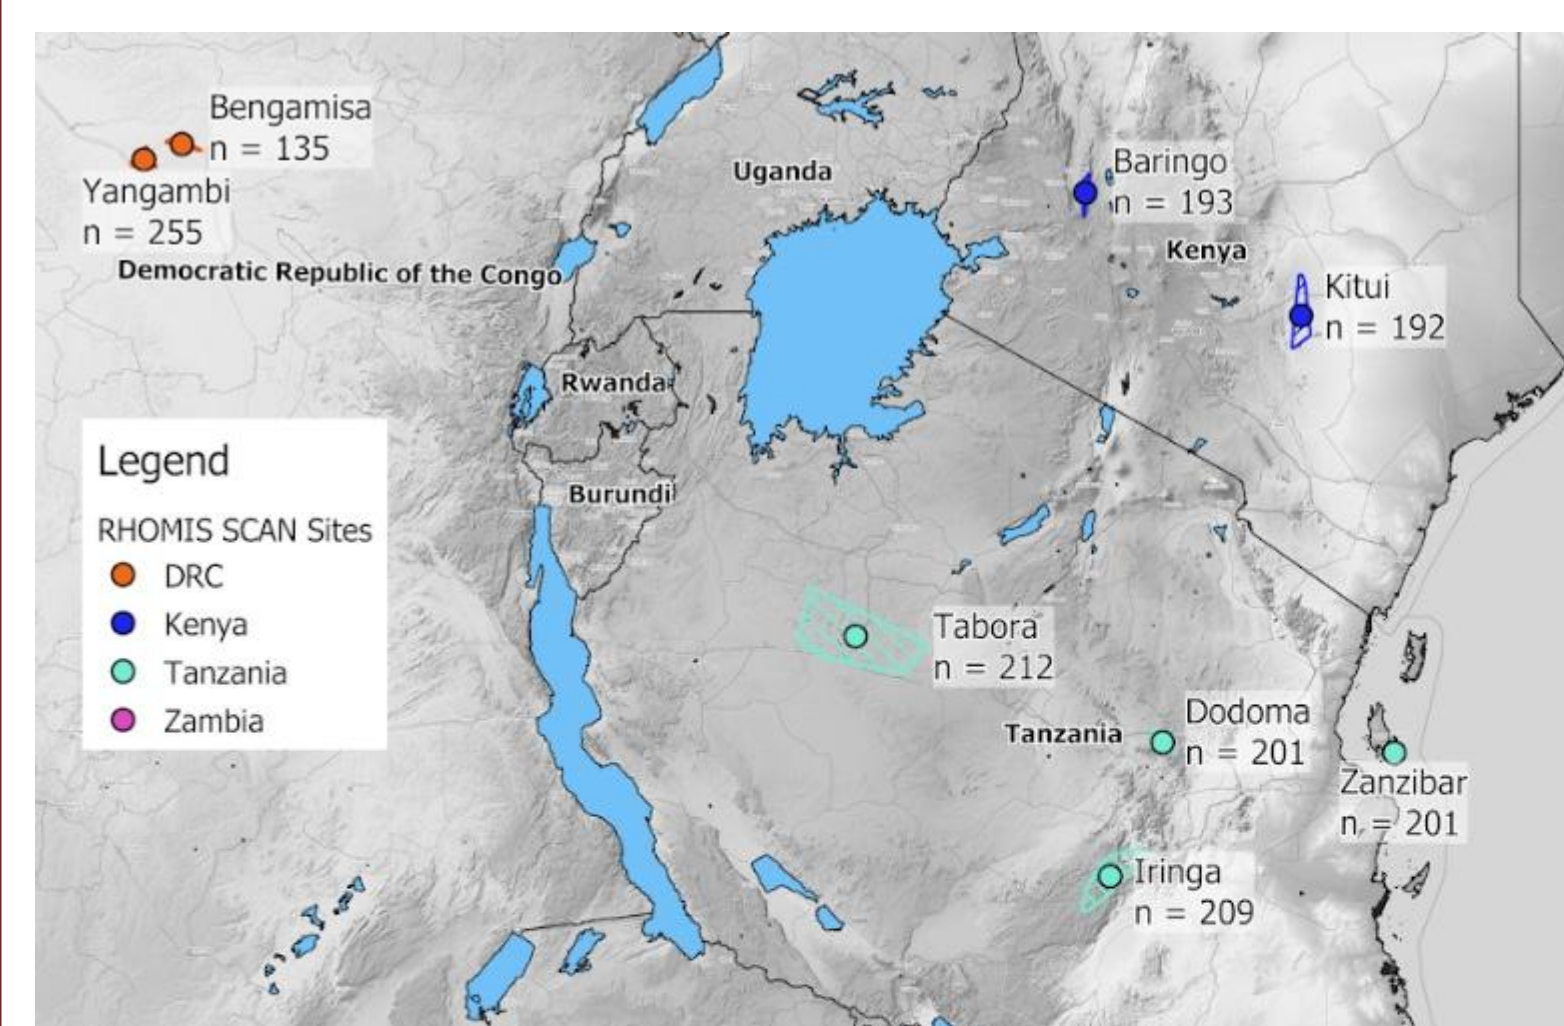 Bengamisa
n = 135
Yangambi
n = 255
Democratic Republic of the Congo
Uganda
Baringo
n = 193
Kenya
Kitui
n = 192
Rwanda
Burundi
Legend
RHOMIS SCAN Sites
DRC
Kenya
Tanzania
Zambia
Tabora
n = 212
Tanzania
Dodoma
n = 201
Zanzibar
n = 201
Iringa
n = 209